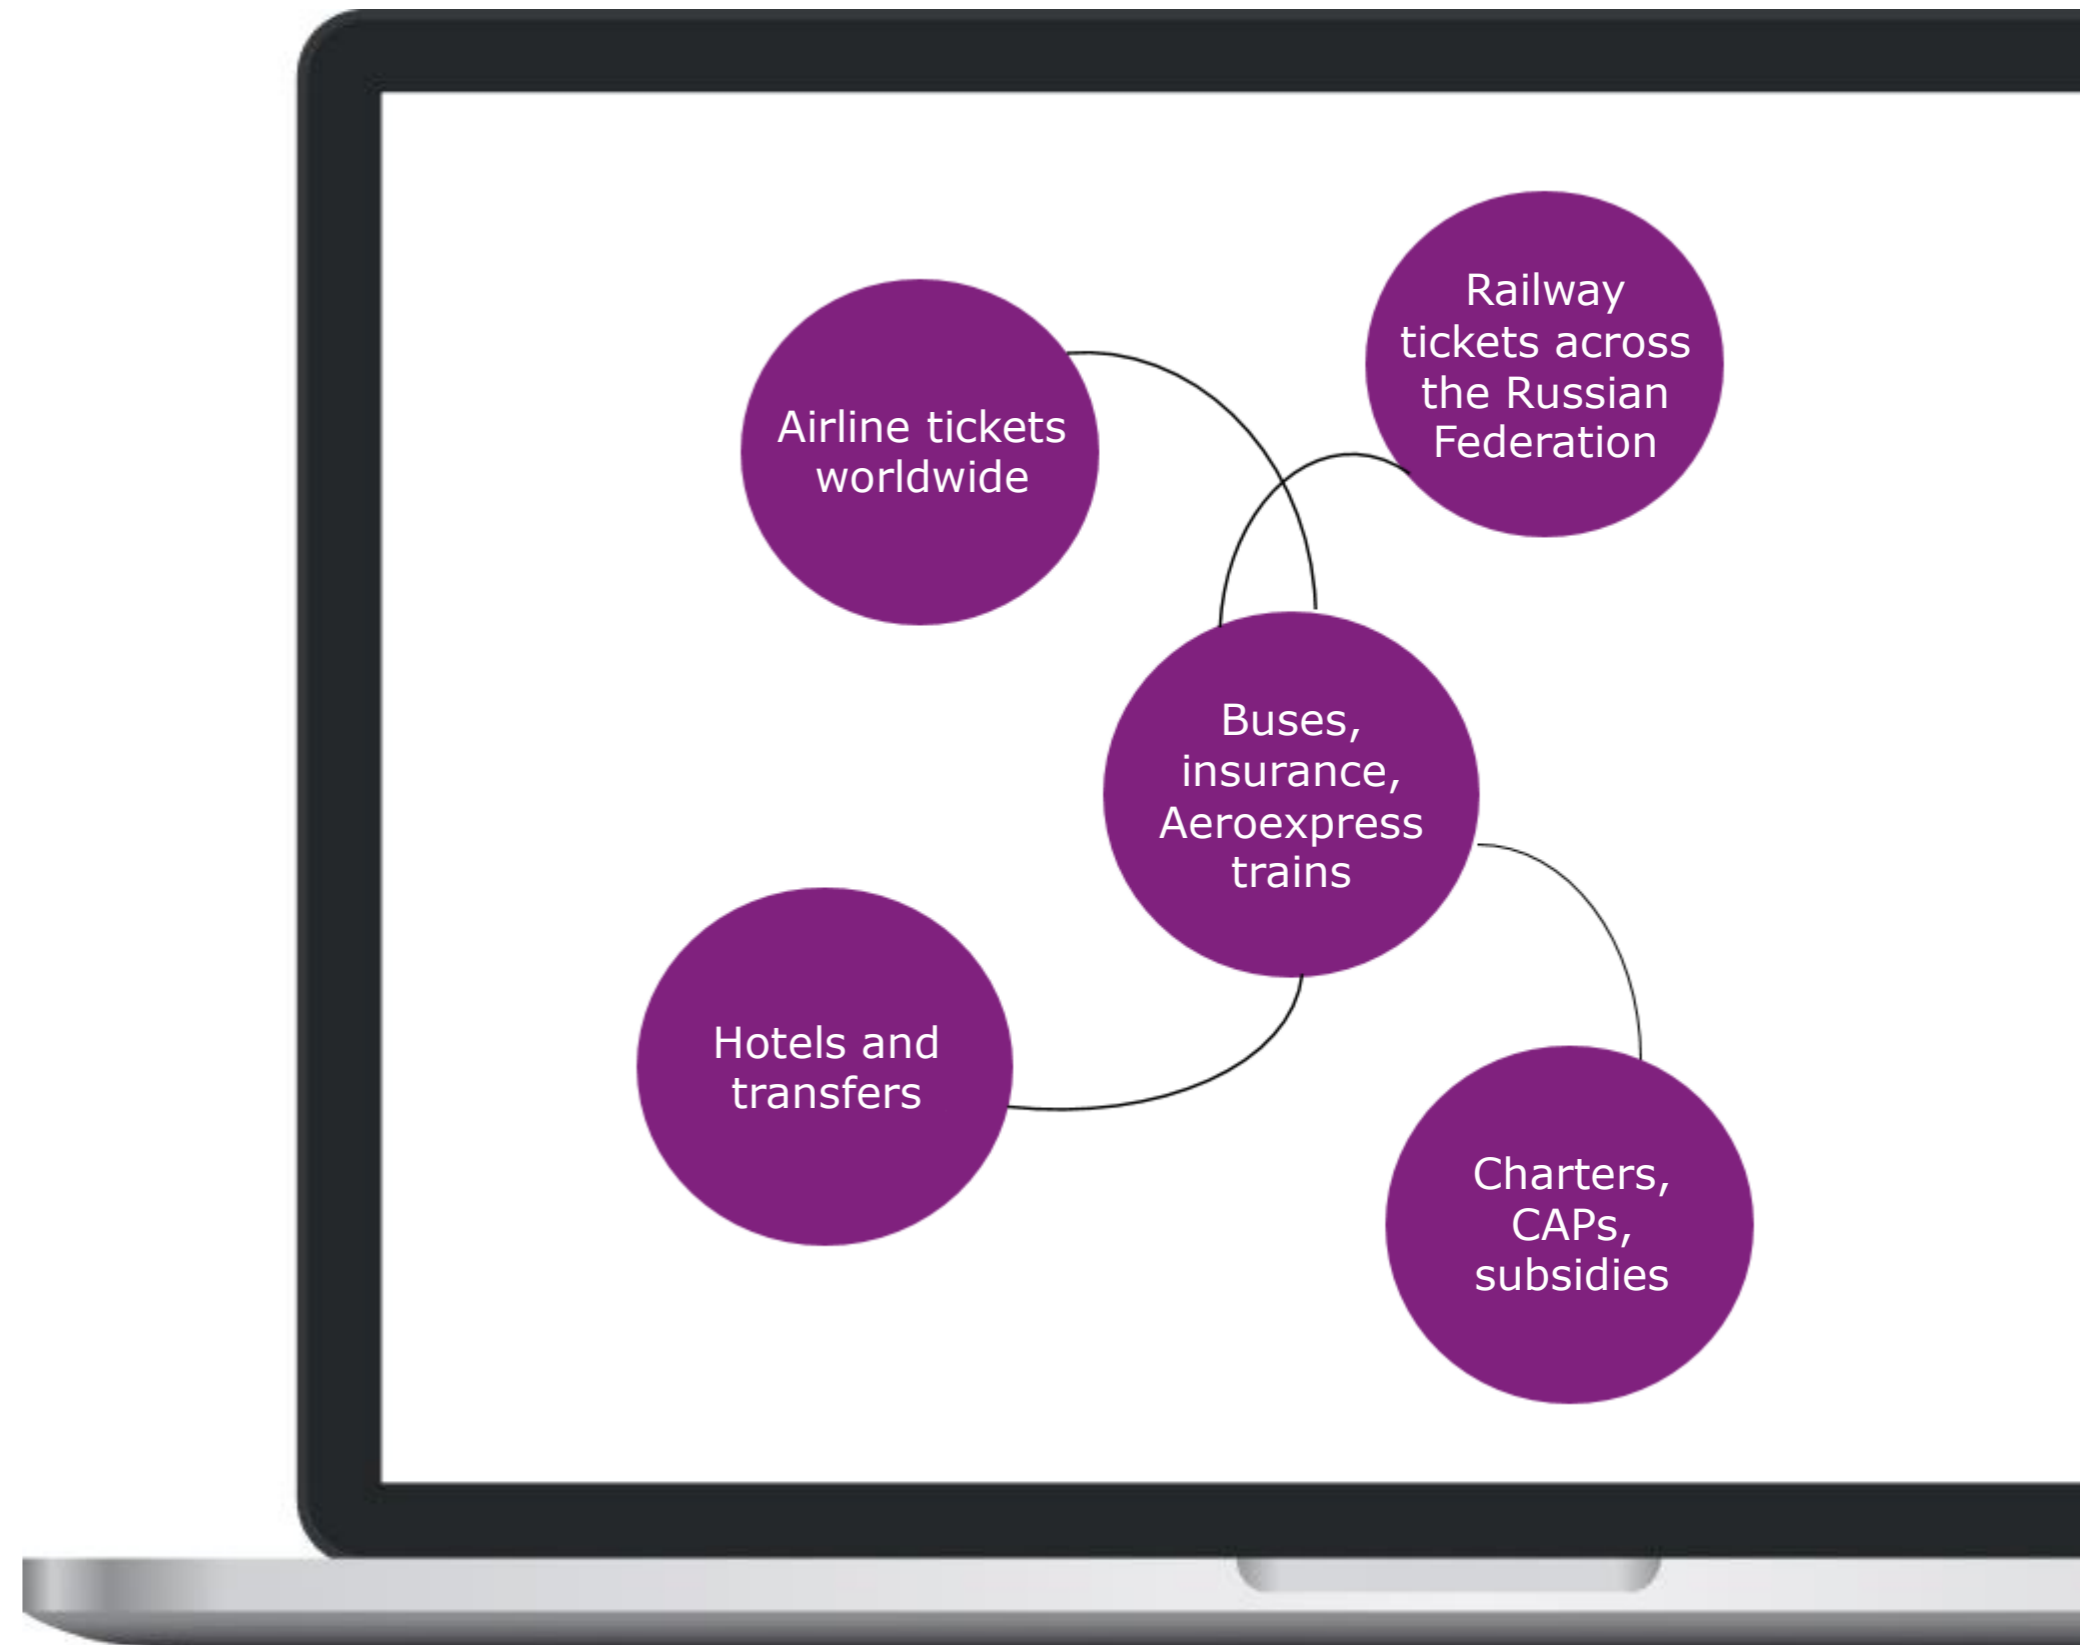 Railway
tickets across
the Russian
Federation
Airline tickets
worldwide
Buses,
insurance,
Aeroexpress
trains
Hotels and
transfers
Charters,
CAPs,
subsidies